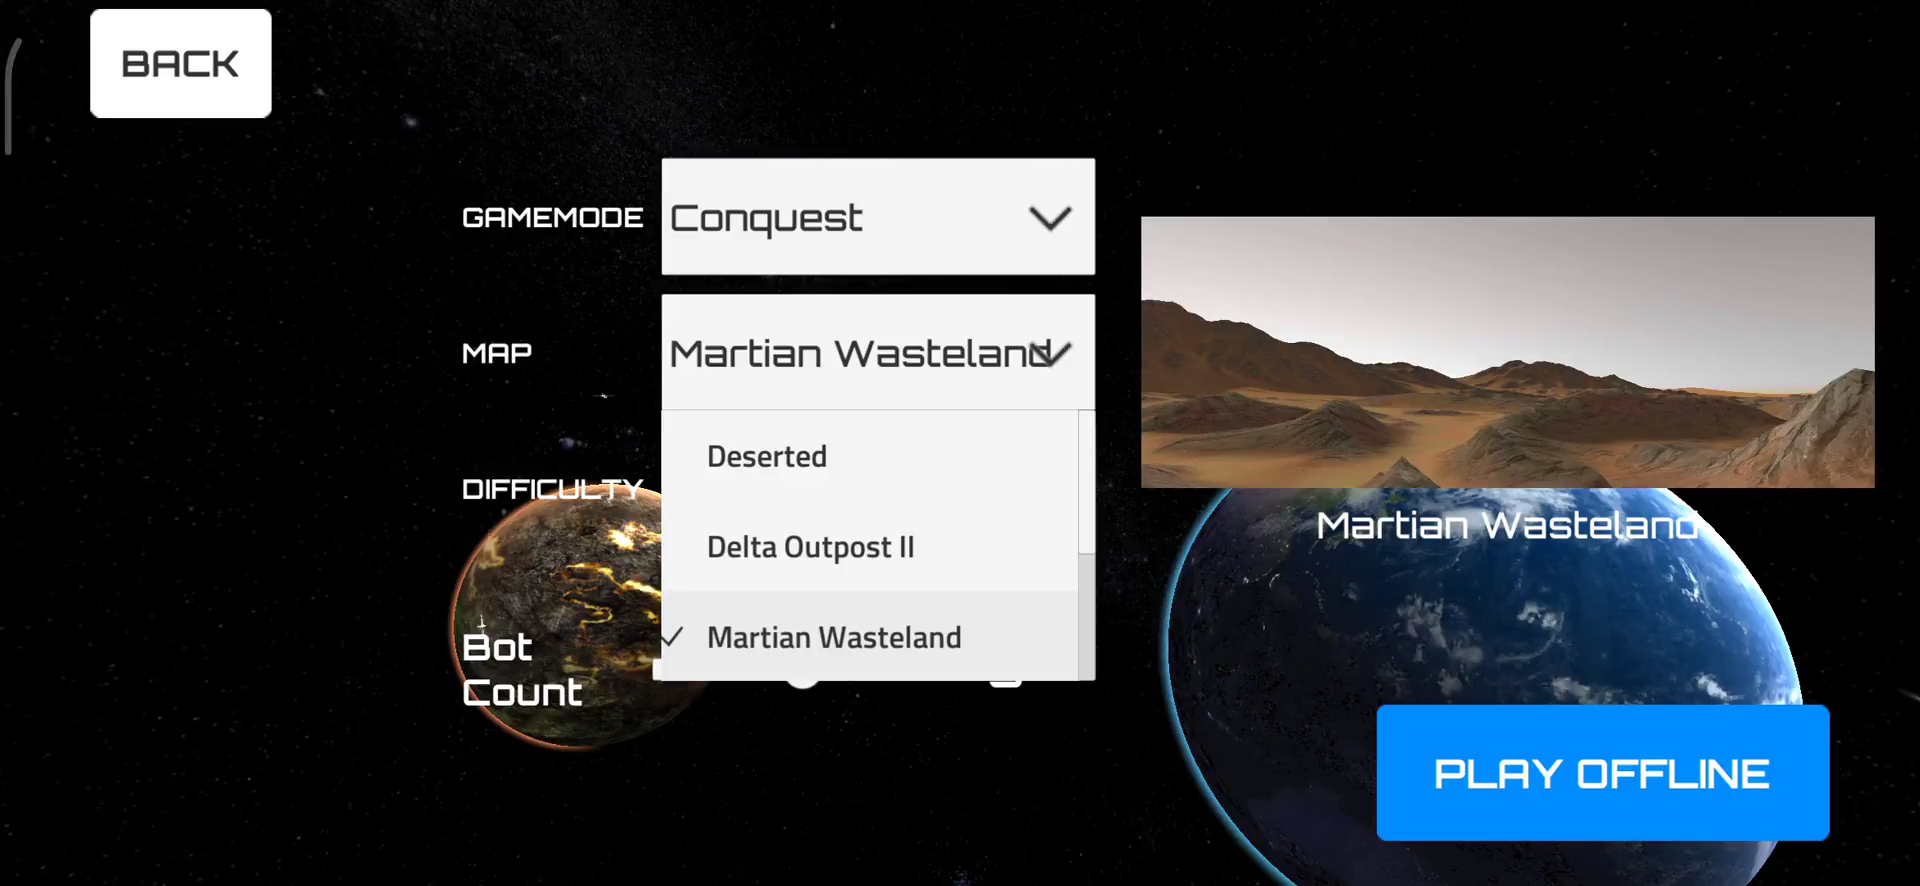 BACK
GAMEMODE
Conquest
MAP
Martian Wasteland
Deserted
DIFFICULTY
Martian Wasteland
Delta Outpost II
Martian Wasteland
Bot
Count
PLAY OFFLINE